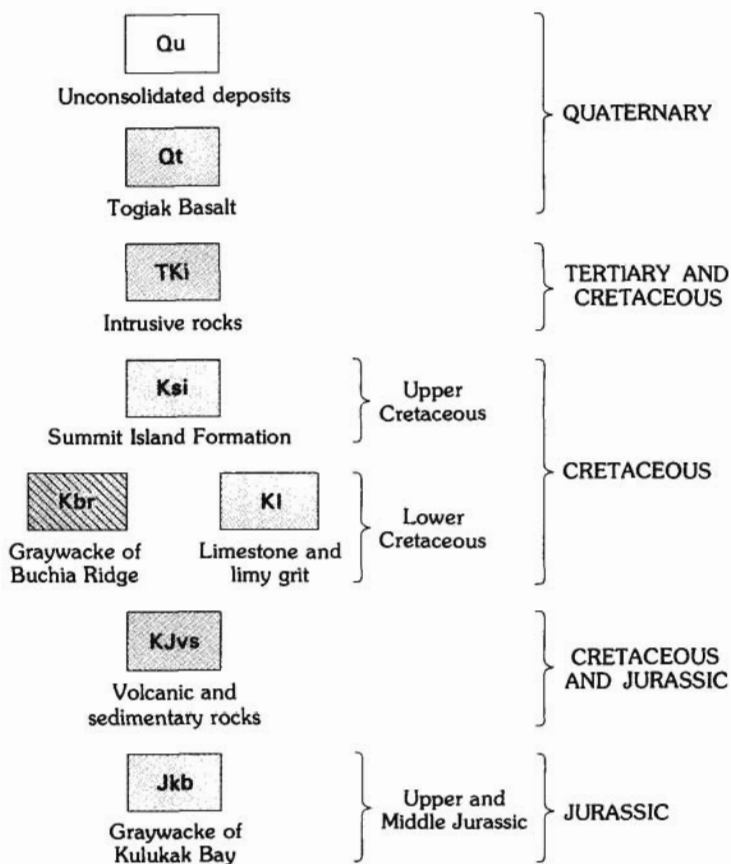 Qu
Unconsolidated deposits
Qt
Togiak Basalt
QUATERNARY
TKi
Intrusive rocks
TERTIARY AND
CRETACEOUS
Ksi
Summit Island Formation
Upper
Cretaceous
Kbr
Graywacke of
Buchia Ridge
Kl
Limestone and
limy grit
Lower
Cretaceous
CRETACEOUS
KJvs
Volcanic and
sedimentary rocks
CRETACEOUS
AND JURASSIC
Jkb
Graywacke of
Kulukak Bay
Upper and
Middle Jurassic
JURASSIC